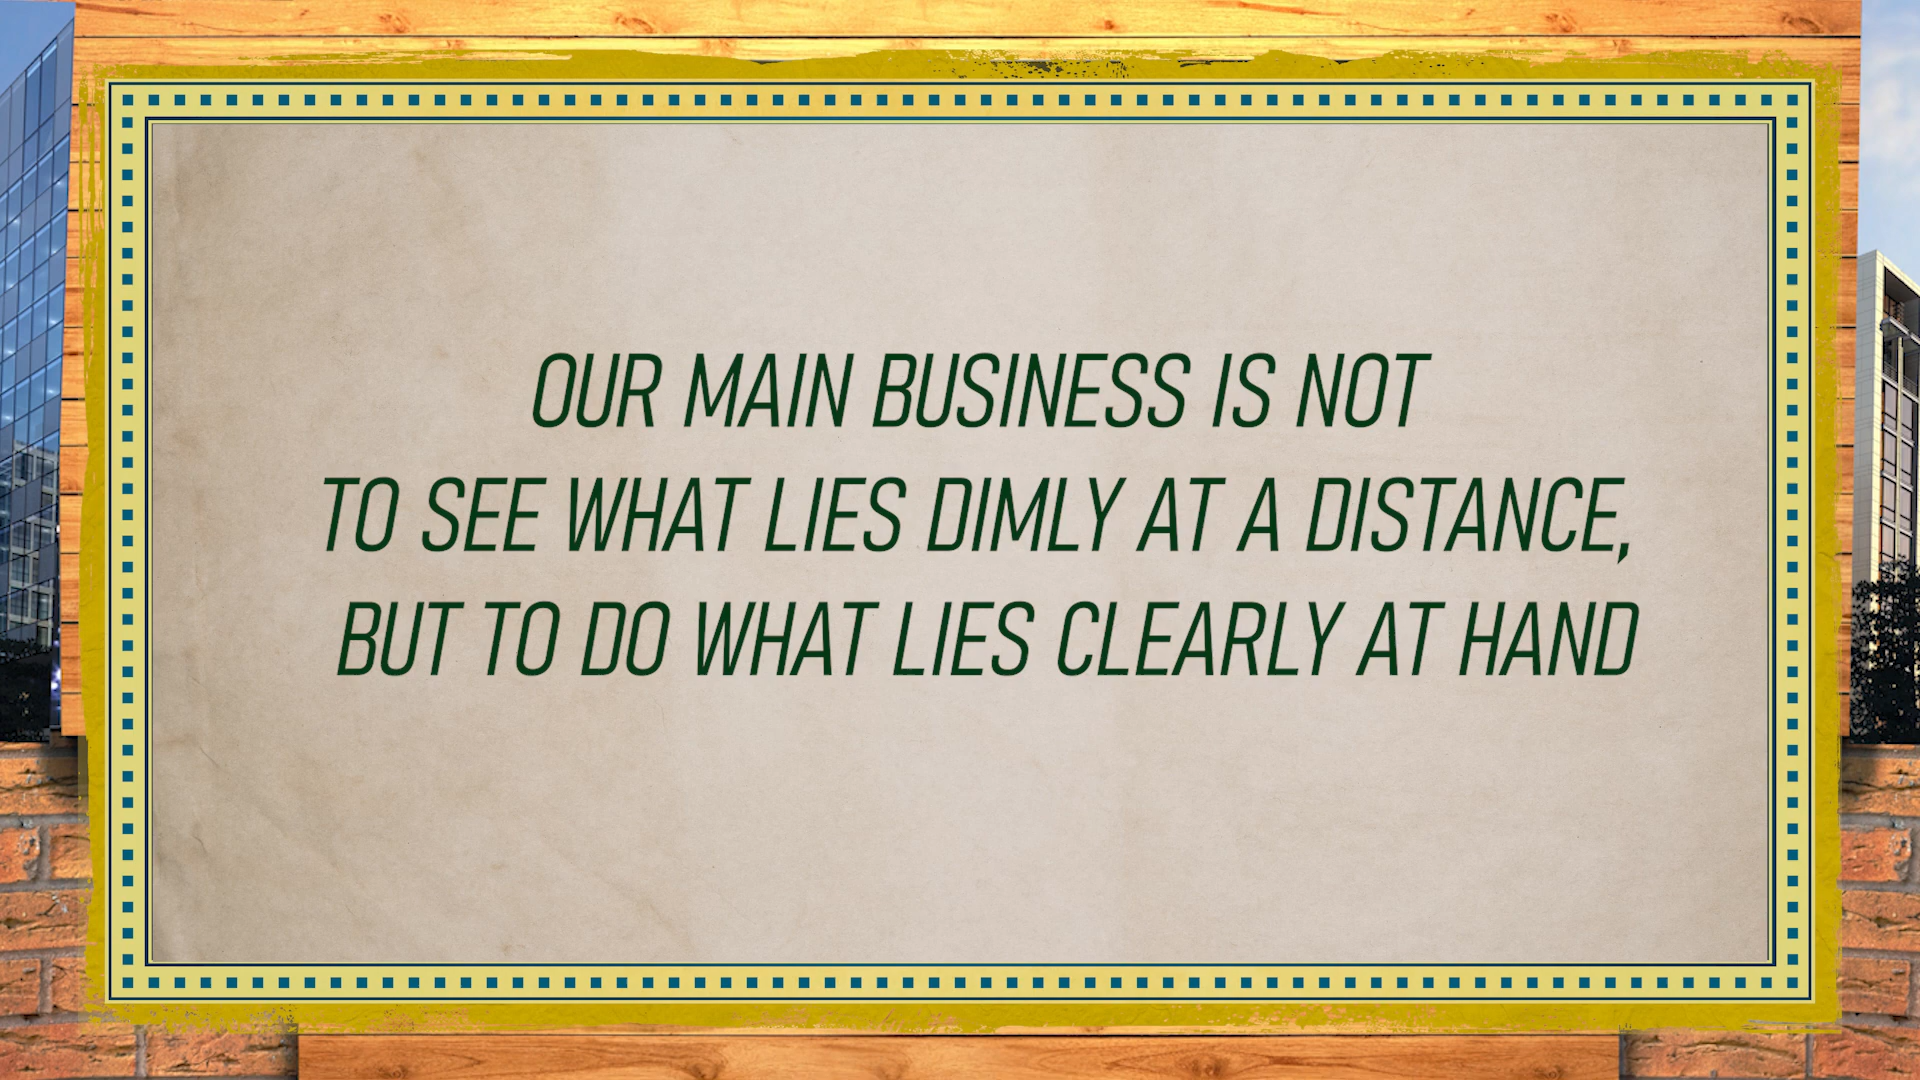 OUR MAIN BUSINESS IS NOT
TO SEE WHAT LIES DIMLY AT A DISTANCE,
BUT TO DO WHAT LIES CLEARLY AT HAND